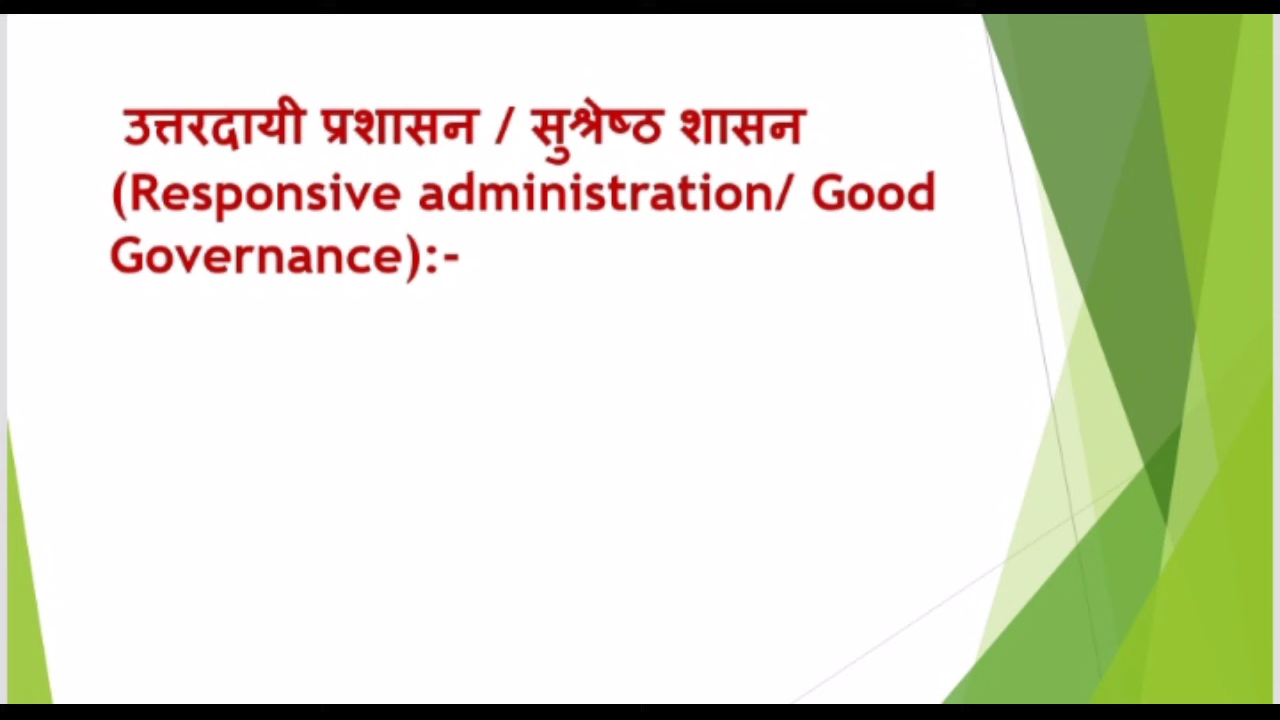 उत्तरदायी प्रशासन / सुश्रेष्ठ शासन
(Responsive administration/ Good
Governance):-